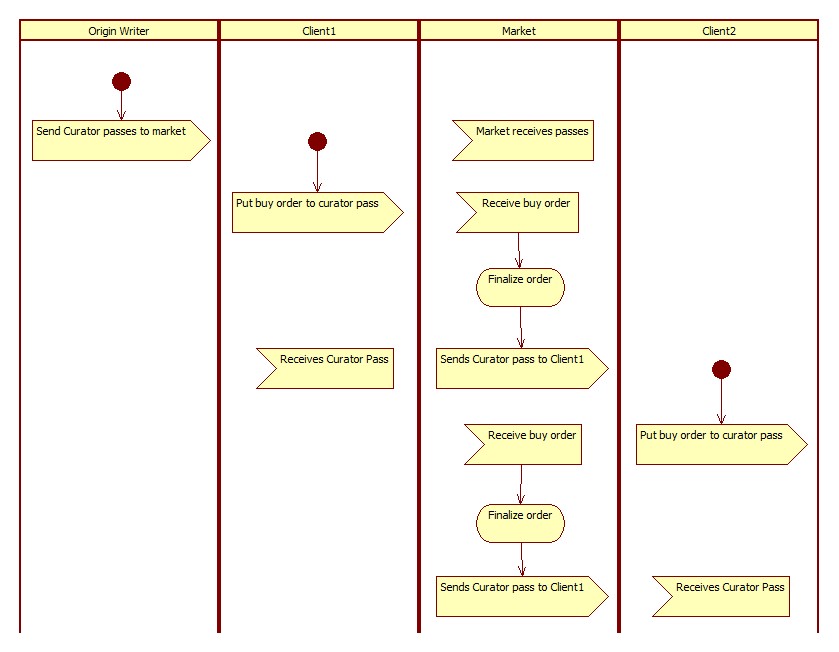 Origin Writer
Client1
Market
Client2
Send Curator passes to market
Market receives passes
Put buy order to curator pass
Receive buy order
Finalize order
Receives Curator Pass
Sends Curator pass to Client1
Receive buy order
Put buy order to curator pass
Finalize order
Sends Curator pass to Client1
Receives Curator Pass